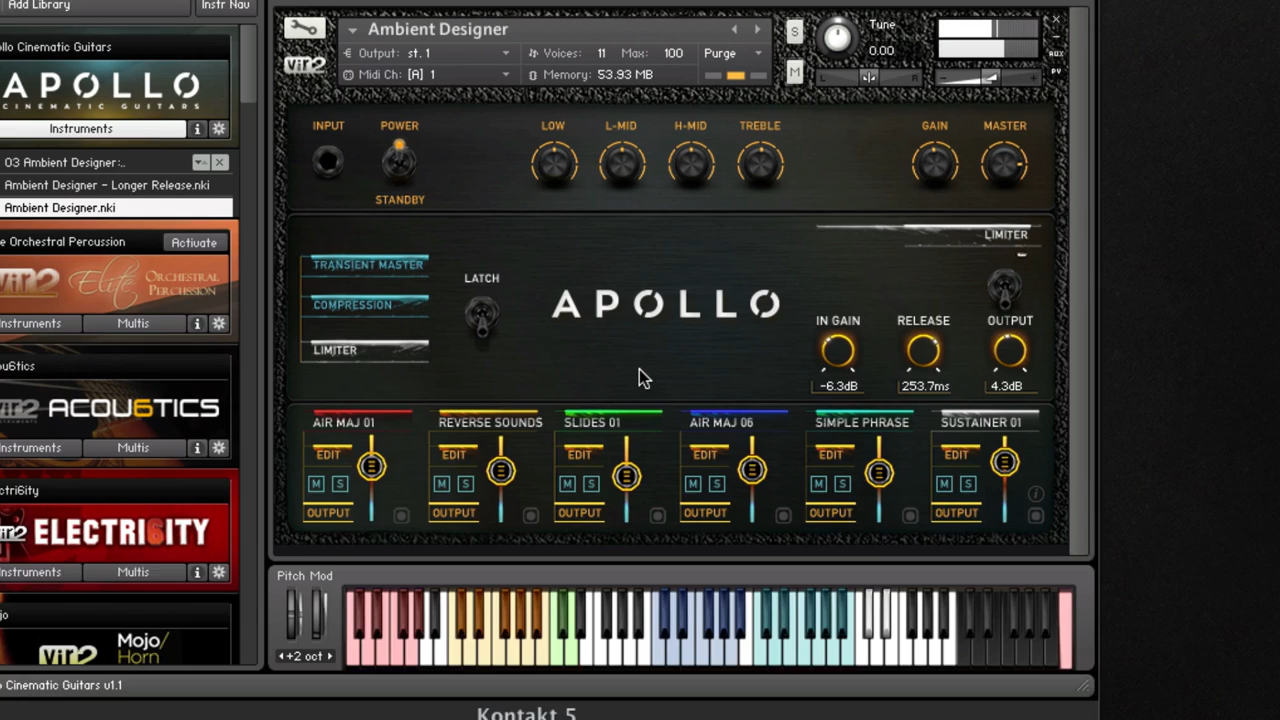 Add Library
Instr Nav
llo Cinematic Guitars
APOLLO
CINEMATIC GUITARS
Instruments
03 Ambient Designer:..
Ambient Designer - Longer Release.nki
Ambient Designer.nki
e Orchestral Percussion
Activate
VIR2 Elite ORCHESTRAL PERCUSSION
nstruments
Multis
ou6tics
VIR2 ACOU6TICS
nstruments
Multis
ctri6ity
ELECTRI6ITY
nstruments
Multis
jo
VIR2 Mojo/
Horn
o Cinematic Guitars v1.1
Ambient Designer
VIR2
Output: st.1
Voices: 11 Max: 100
Purge
Midi Ch: [A] 1
Memory: 53.93 MB
S
M
Tune
0.00
L R
AUX
PV
INPUT
POWER
STANDBY
LOW
L-MID
H-MID
TREBLE
GAIN
MASTER
TRANSIENT MASTER
COMPRESSION
LIMITER
LATCH
APOLLO
LIMITER
IN GAIN
RELEASE
OUTPUT
-6.3dB
253.7ms
4.3dB
AIR MAJ 01
REVERSE SOUNDS
SLIDES 01
AIR MAJ 06
SIMPLE PHRASE
SUSTAINER 01
EDIT
EDIT
EDIT
EDIT
EDIT
EDIT
M S
M S
M S
M S
M S
M S
OUTPUT
OUTPUT
OUTPUT
OUTPUT
OUTPUT
OUTPUT
Pitch Mod
+2 oct
Kontakt 5